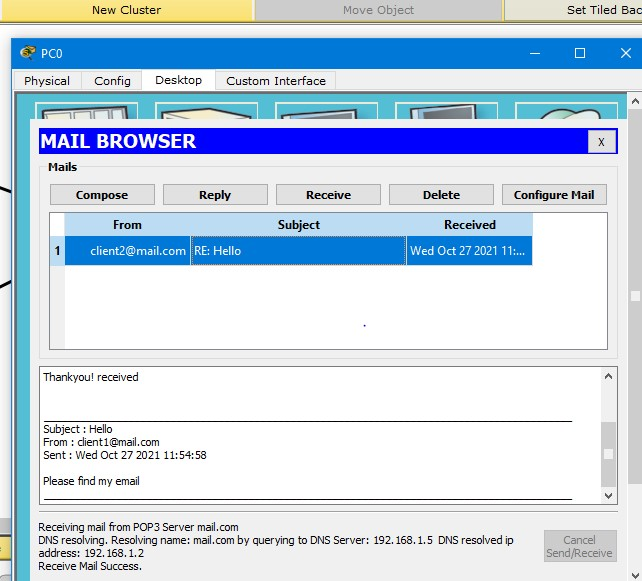 New Cluster
Move Object
Set Tiled Bac
PC0
Physical
Config
Desktop
Custom Interface
MAIL BROWSER
X
Mails
Compose
Reply
Receive
Delete
Configure Mail
From
Subject
Received
1
client2@mail.com
RE: Hello
Wed Oct 27 2021 11:...
Thankyou! received
Subject : Hello
From : client1@mail.com
Sent : Wed Oct 27 2021 11:54:58
Please find my email
Receiving mail from POP3 Server mail.com
DNS resolving. Resolving name: mail.com by querying to DNS Server: 192.168.1.5 DNS resolved ip
address: 192.168.1.2
Receive Mail Success.
Cancel
Send/Receive